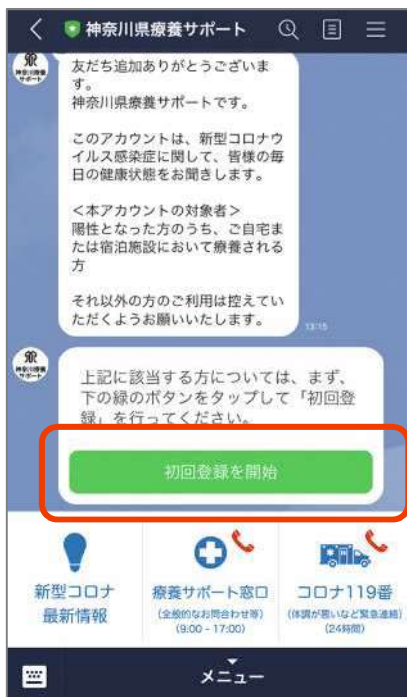 神奈川県療養サポート
友だち追加ありがとうございま
す。
神奈川県療養サポートです。
このアカウントは、新型コロナウ
イルス感染症に関して、皆様の毎
日の健康状態をお聞きします。
＜本アカウントの対象者＞
陽性となった方のうち、ご自宅ま
たは宿泊施設において療養される
方
それ以外の方のご利用は控えてい
ただくようお願いいたします。
13:15
上記に該当する方については、まず、
下の緑のボタンをタップして「初回登
録」を行ってください。
初回登録を開始
新型コロナ
最新情報
療養サポート窓口
(全般的なお問合わせ等)
(9:00 - 17:00)
コロナ119番
(体調が悪いなど緊急連絡)
(24時間)
メニュー